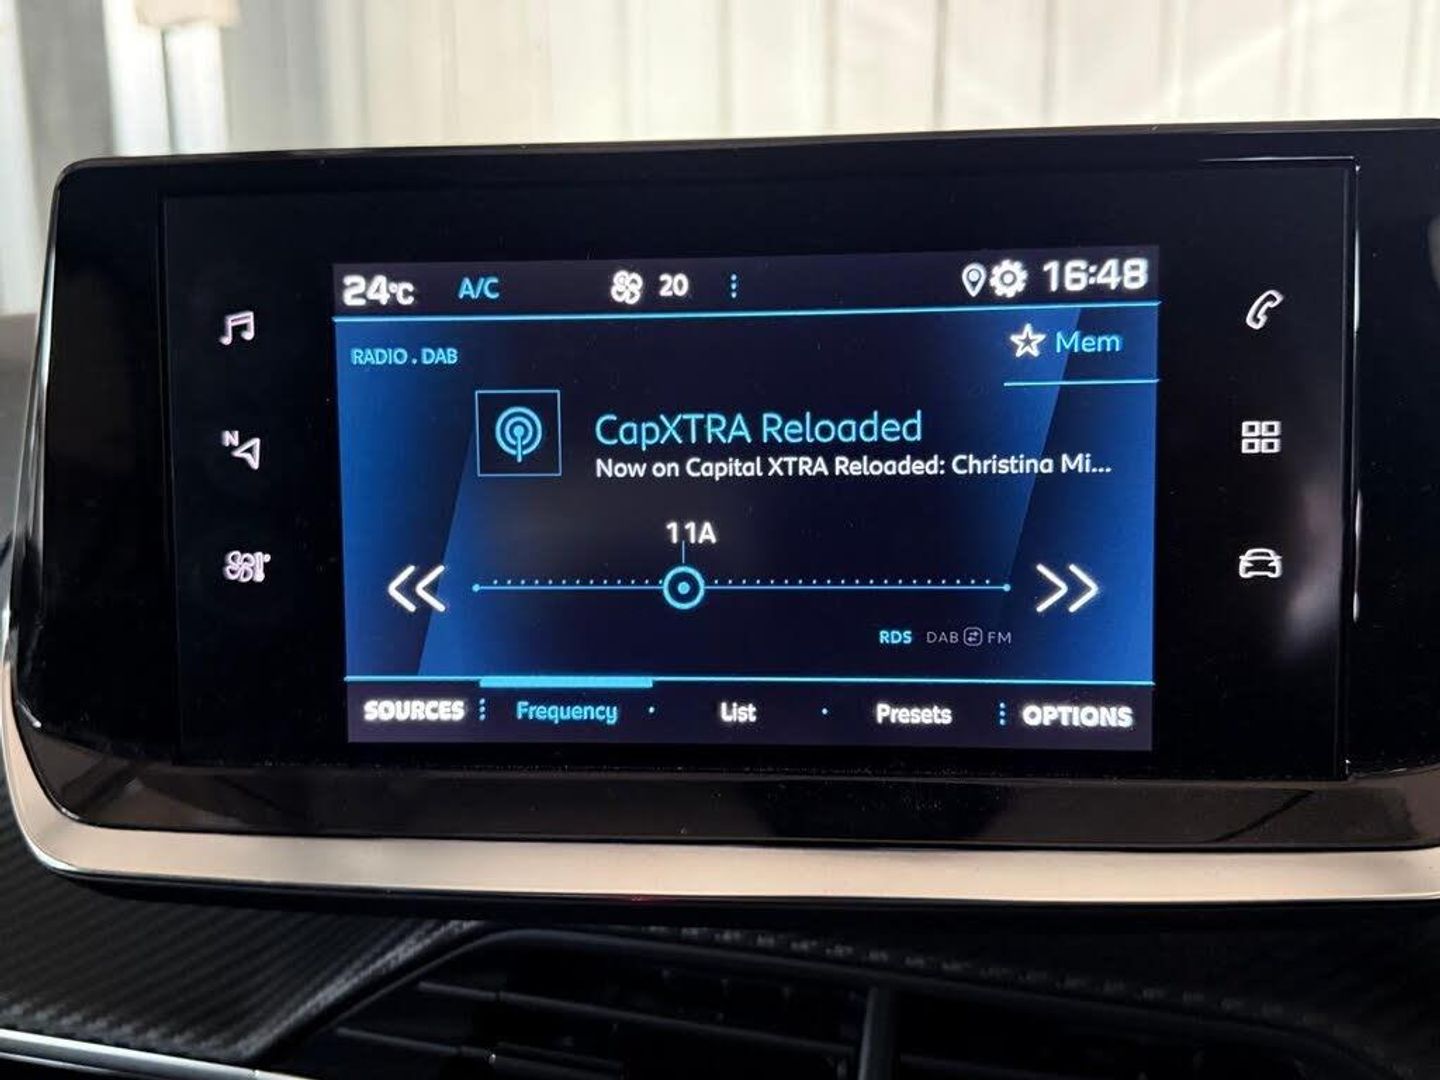 24°C A/C 20 16:48
RADIO . DAB
Mem
CapXTRA Reloaded
Now on Capital XTRA Reloaded: Christina Mi...
N
11A
RDS DAB FM
SOURCES Frequency List Presets OPTIONS